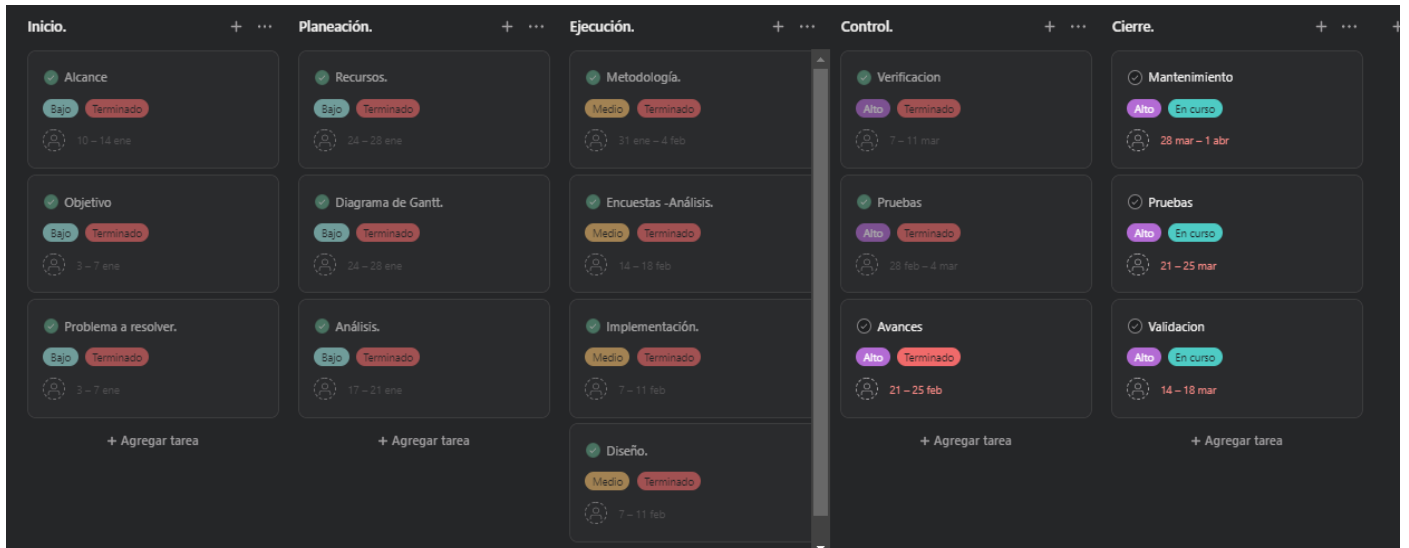 Inicio.
Alcance
Bajo Terminado
10 – 14 ene
Objetivo
Bajo Terminado
3 – 7 ene
Problema a resolver.
Bajo Terminado
3 – 7 ene
+ Agregar tarea
Planeación.
Recursos.
Bajo Terminado
24 – 28 ene
Diagrama de Gantt.
Bajo Terminado
24 – 28 ene
Análisis.
Bajo Terminado
17 – 21 ene
+ Agregar tarea
Ejecución.
Metodología.
Medio Terminado
31 ene – 4 feb
Encuestas -Análisis.
Medio Terminado
14 – 18 feb
Implementación.
Medio Terminado
7 – 11 feb
Diseño.
Medio Terminado
7 – 11 feb
Control.
Verificacion
Alto Terminado
7 – 11 mar
Pruebas
Alto Terminado
28 feb – 4 mar
Avances
Alto Terminado
21 – 25 feb
+ Agregar tarea
Cierre.
Mantenimiento
Alto En curso
28 mar – 1 abr
Pruebas
Alto En curso
21 – 25 mar
Validacion
Alto En curso
14 – 18 mar
+ Agregar tarea